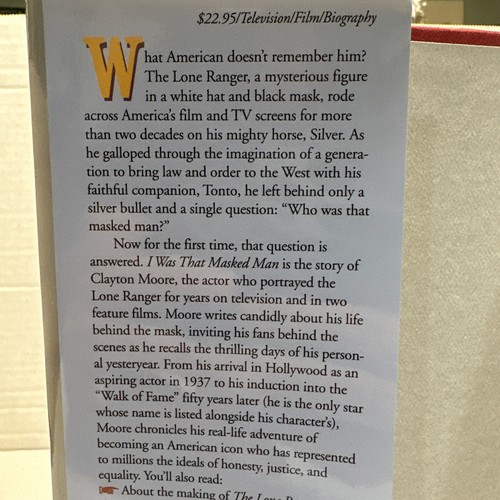 $22.95/Television/Film/Biography
What American doesn't remember him?
The Lone Ranger, a mysterious figure
in a white hat and black mask, rode
across America's film and TV screens for more
than two decades on his mighty horse, Silver. As
he galloped through the imagination of a genera-
tion to bring law and order to the West with his
faithful companion, Tonto, he left behind only a
silver bullet and a single question: “Who was that
masked man?”
Now for the first time, that question is
answered. I Was That Masked Man is the story of
Clayton Moore, the actor who portrayed the
Lone Ranger for years on television and in two
feature films. Moore writes candidly about his life
behind the mask, inviting his fans behind the
scenes as he recalls the thrilling days of his person-
al yesteryear. From his arrival in Hollywood as an
aspiring actor in 1937 to his induction into the
“Walk of Fame” fifty years later (he is the only star
whose name is listed alongside his character's),
Moore chronicles his real-life adventure of
becoming an American icon who has represented
to millions the ideals of honesty, justice, and
equality. You'll also read:
About the making of The Lone